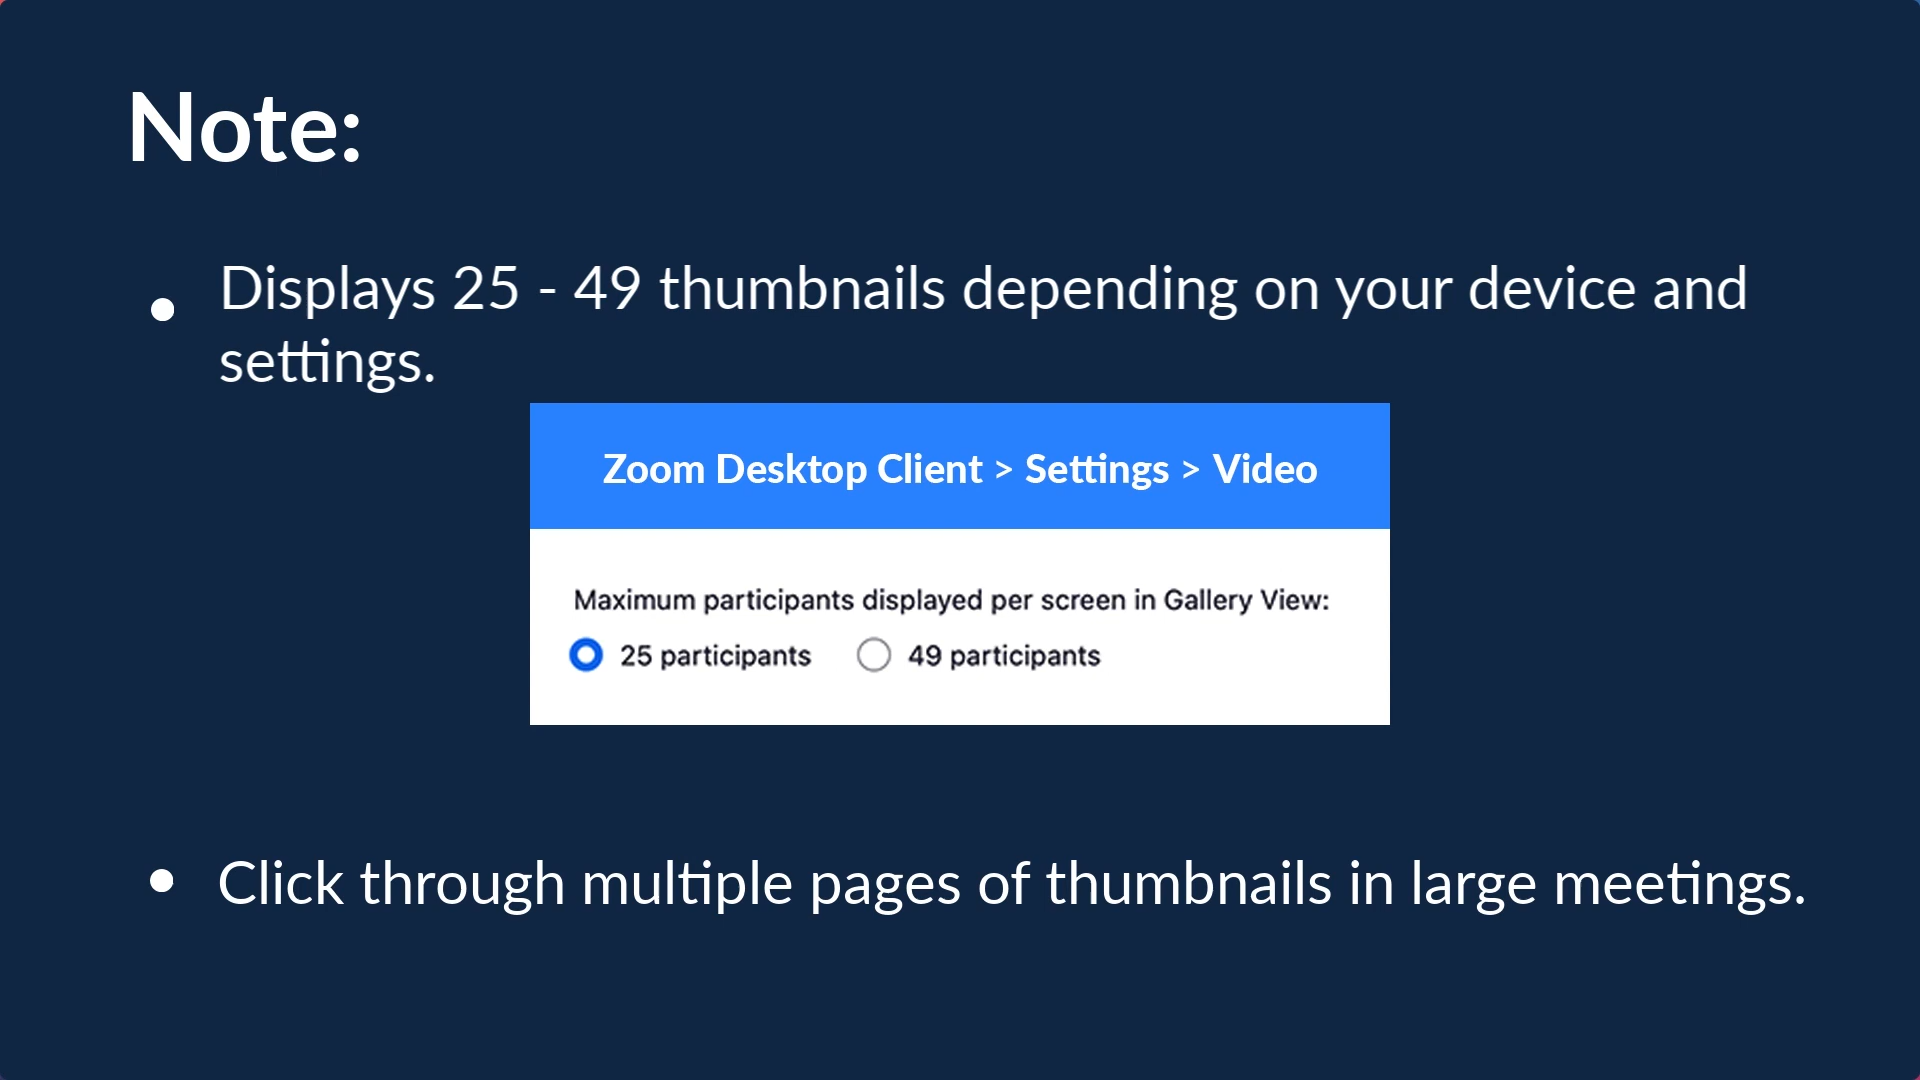 Note:
• Displays 25 - 49 thumbnails depending on your device and
settings.
Zoom Desktop Client > Settings > Video
Maximum participants displayed per screen in Gallery View:
25 participants 49 participants
• Click through multiple pages of thumbnails in large meetings.